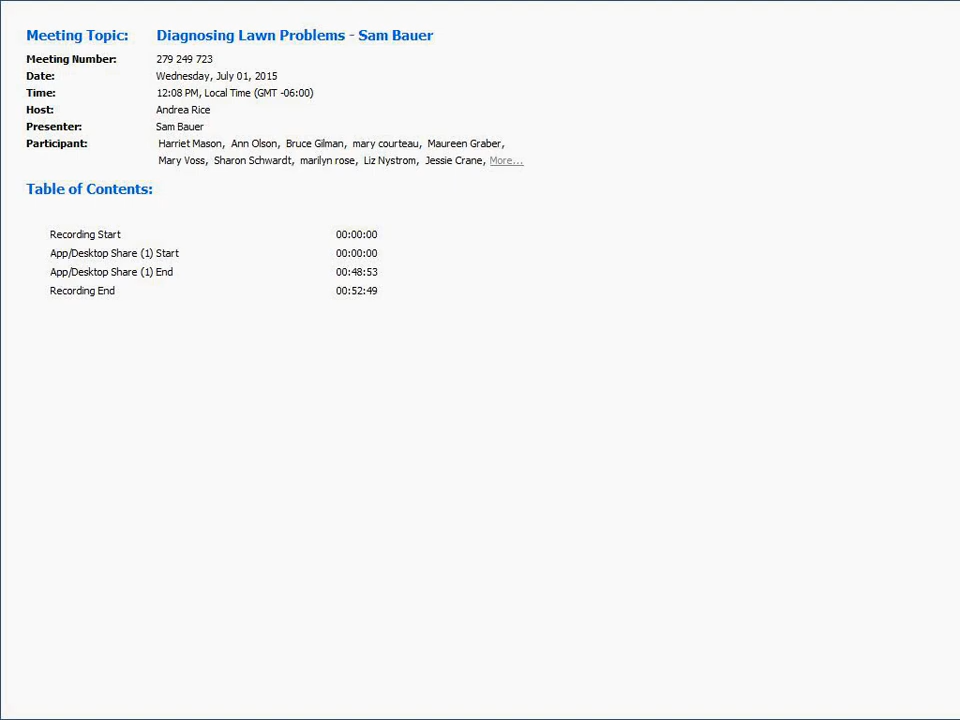 Meeting Topic: Diagnosing Lawn Problems - Sam Bauer
Meeting Number: 279 249 723
Date: Wednesday, July 01, 2015
Time: 12:08 PM, Local Time (GMT -06:00)
Host: Andrea Rice
Presenter: Sam Bauer
Participant: Harriet Mason, Ann Olson, Bruce Gilman, mary courteau, Maureen Graber,
Mary Voss, Sharon Schwardt, marilyn rose, Liz Nystrom, Jessie Crane, More...
Table of Contents:
Recording Start 00:00:00
App/Desktop Share (1) Start 00:00:00
App/Desktop Share (1) End 00:48:53
Recording End 00:52:49